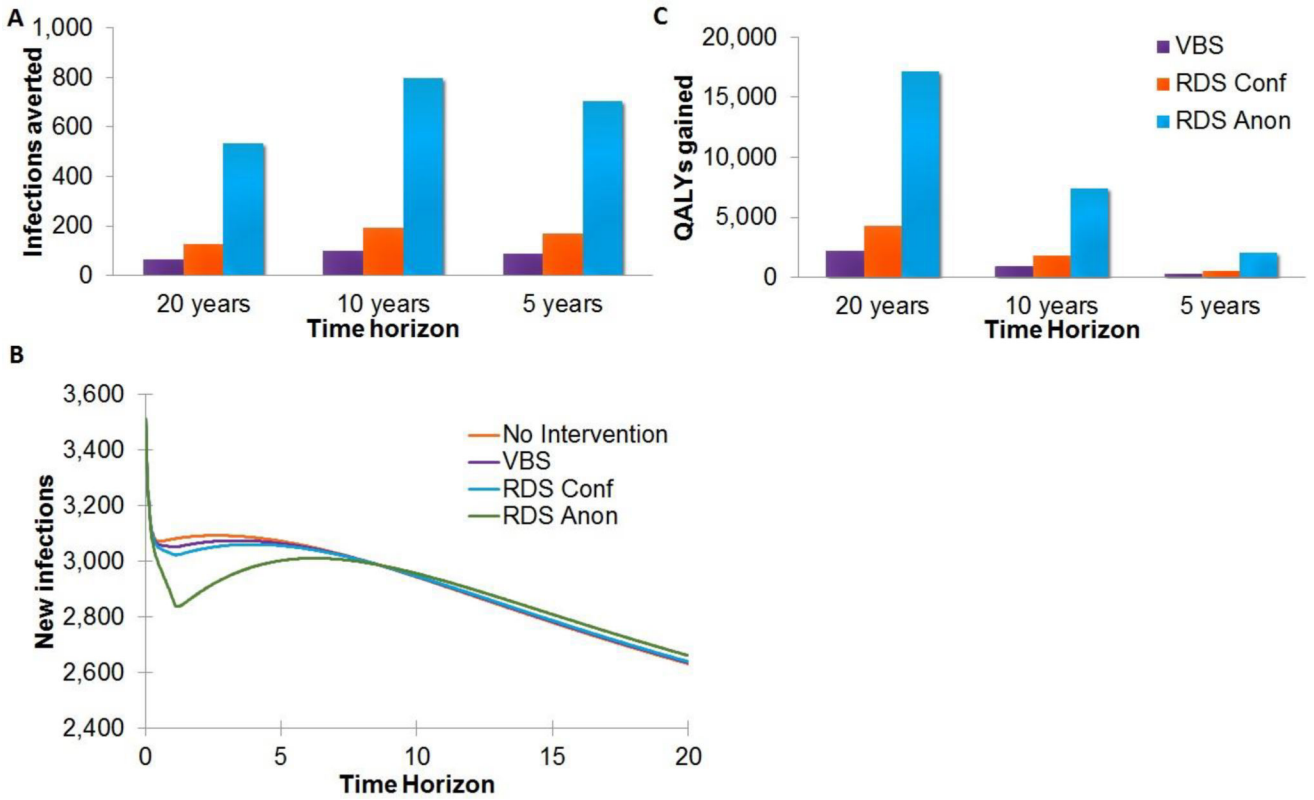 A
Infections averted
1,000
800
600
400
200
0
20 years
10 years
5 years
Time horizon
C
QALYs gained
20,000
15,000
10,000
5,000
0
20 years
10 years
5 years
Time Horizon
VBS
RDS Conf
RDS Anon
B
New infections
3,600
3,400
3,200
3,000
2,800
2,600
2,400
0
5
10
15
20
Time Horizon
No Intervention
VBS
RDS Conf
RDS Anon